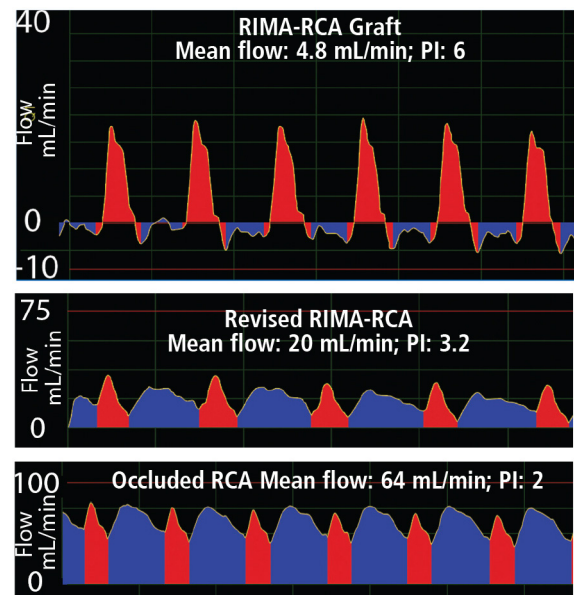 40
RIMA-RCA Graft
Mean flow: 4.8 mL/min; PI: 6
Flow
mL/min
0
-10
75
Revised RIMA-RCA
Mean flow: 20 mL/min; PI: 3.2
Flow
mL/min
0
100
Occluded RCA Mean flow: 64 mL/min; PI: 2
Flow
mL/min
0